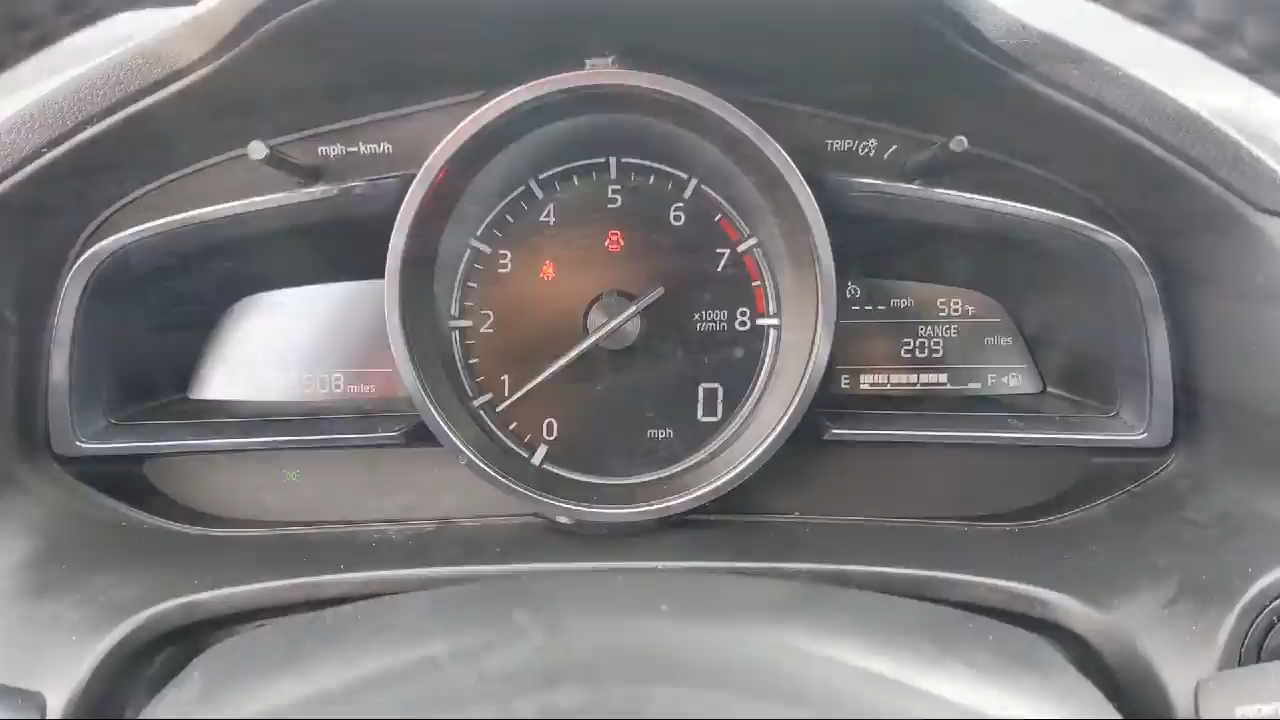 mph–km/h
TRIP/
5
4
6
3
7
2
x1000
r/min
8
1
0
0
mph
508 miles
--- mph 58°F
RANGE
209 miles
E F